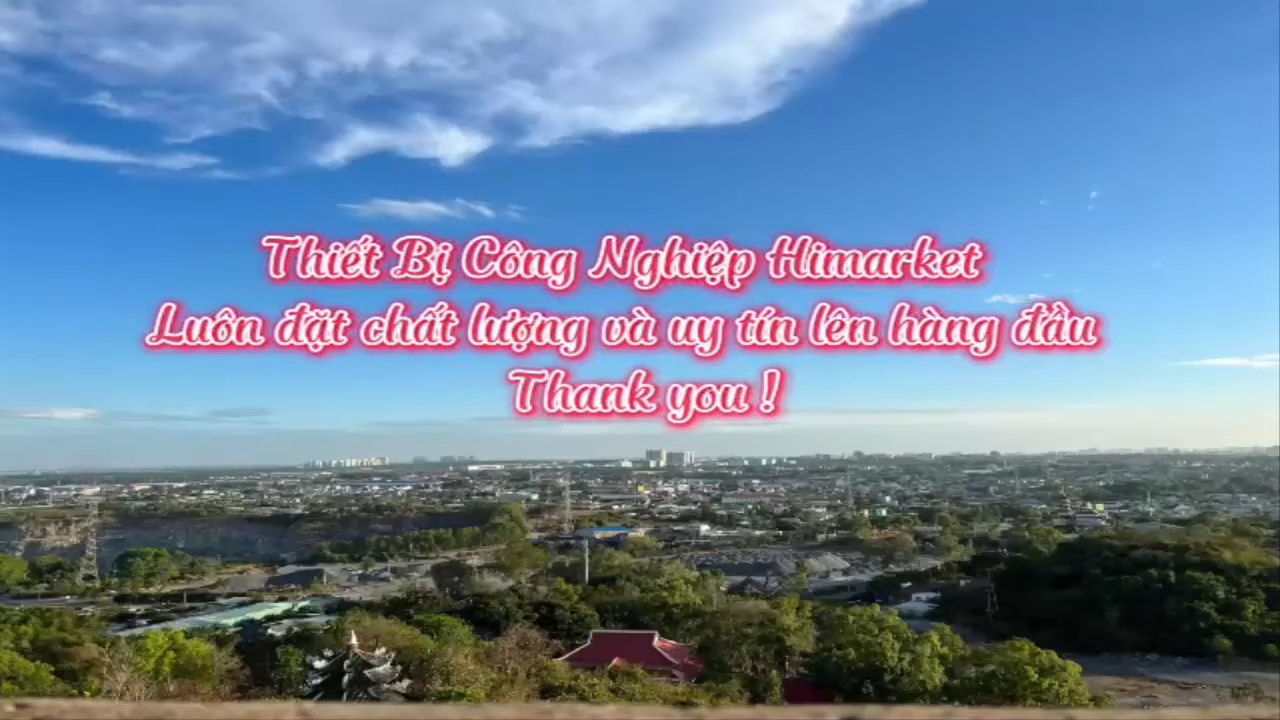 Thiết Bị Công Nghiệp Himarket
Luôn đặt chất lượng và uy tín lên hàng đầu
Thank you !